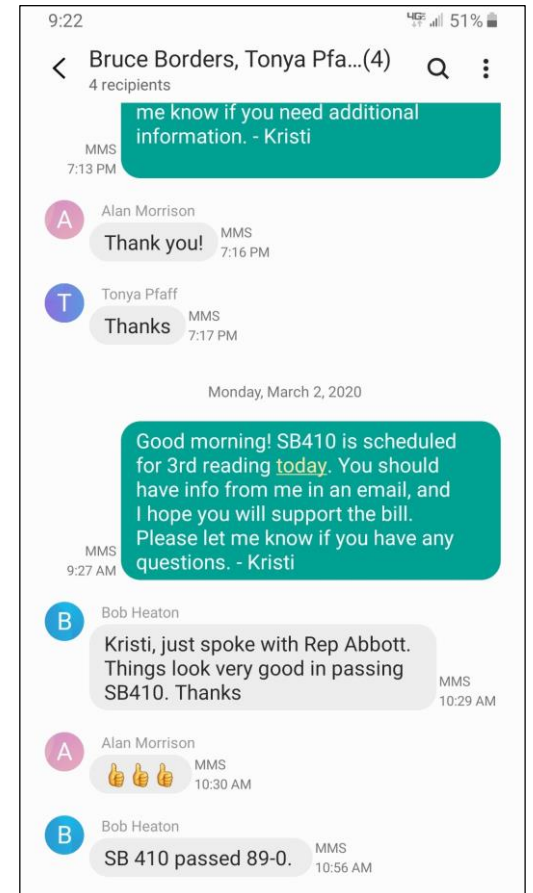 9:22
4GE 51%
Bruce Borders, Tonya Pfa...(4)
4 recipients
me know if you need additional
information. - Kristi
MMS
7:13 PM
A
Alan Morrison
Thank you!
MMS
7:16 PM
T
Tonya Pfaff
Thanks
MMS
7:17 PM
Monday, March 2, 2020
Good morning! SB410 is scheduled
for 3rd reading today. You should
have info from me in an email, and
I hope you will support the bill.
Please let me know if you have any
questions. - Kristi
MMS
9:27 AM
B
Bob Heaton
Kristi, just spoke with Rep Abbott.
Things look very good in passing
SB410. Thanks
MMS
10:29 AM
A
Alan Morrison
👍👍👍
MMS
10:30 AM
B
Bob Heaton
SB 410 passed 89-0.
MMS
10:56 AM